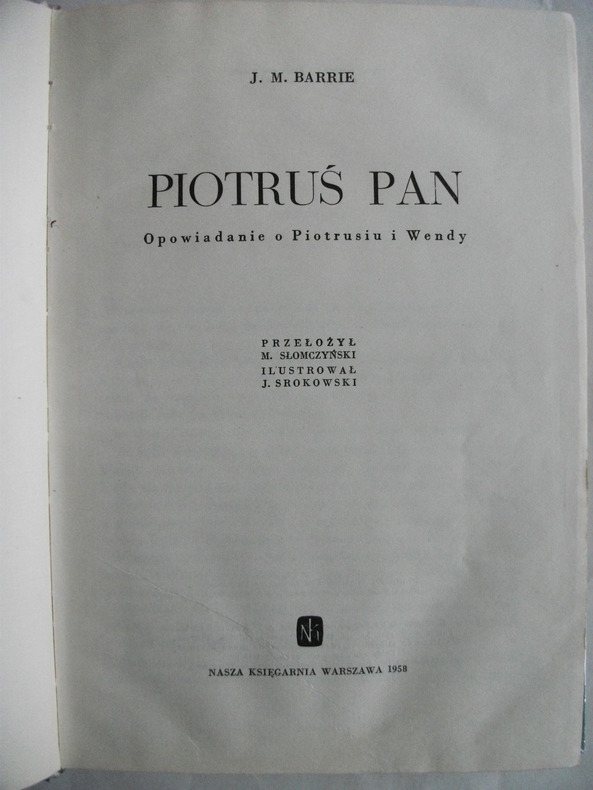 J. M. BARRIE
PIOTRUŚ PAN
Opowiadanie o Piotrusiu i Wendy
PRZEŁOŻYŁ
M. SŁOMCZYŃSKI
ILUSTROWAŁ
J. SROKOWSKI
NASZA KSIĘGARNIA WARSZAWA 1958